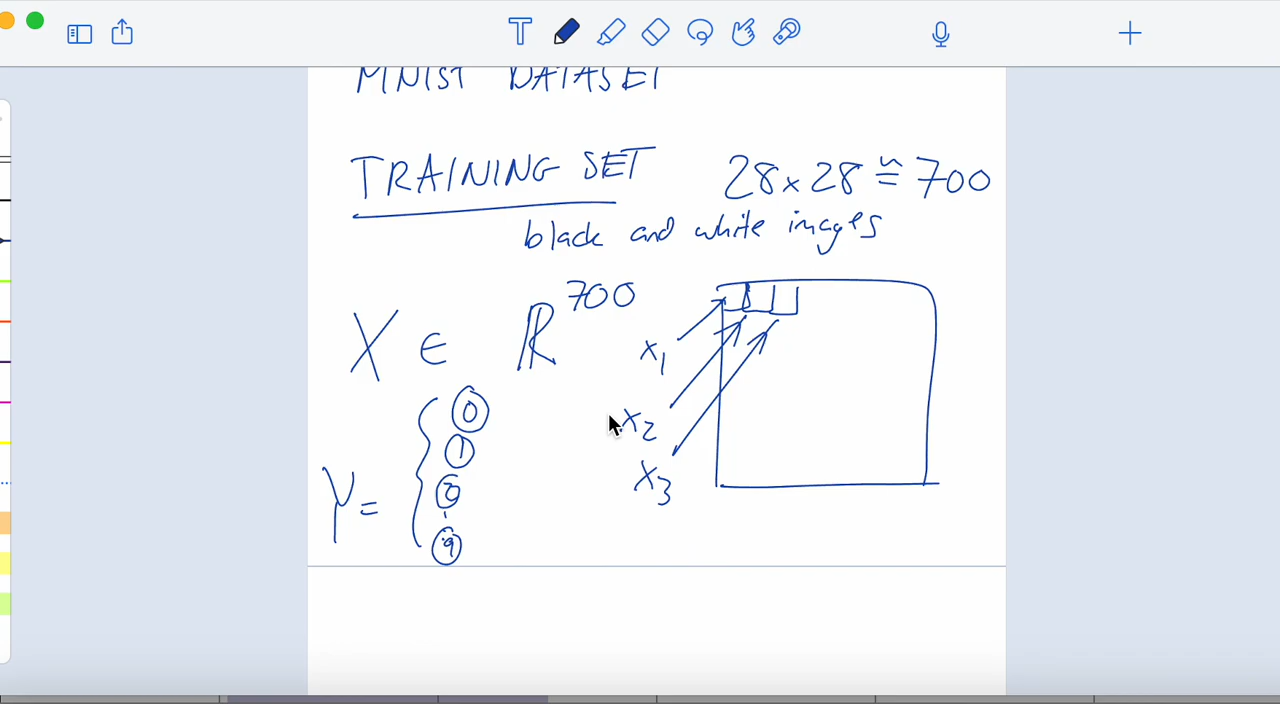 MNIST DATASET
TRAINING SET 28 x 28 ≅ 700
black and white images
X ∈ ℝ^700
x1
x2
x3
Y = {
0
1
2
⋮
9